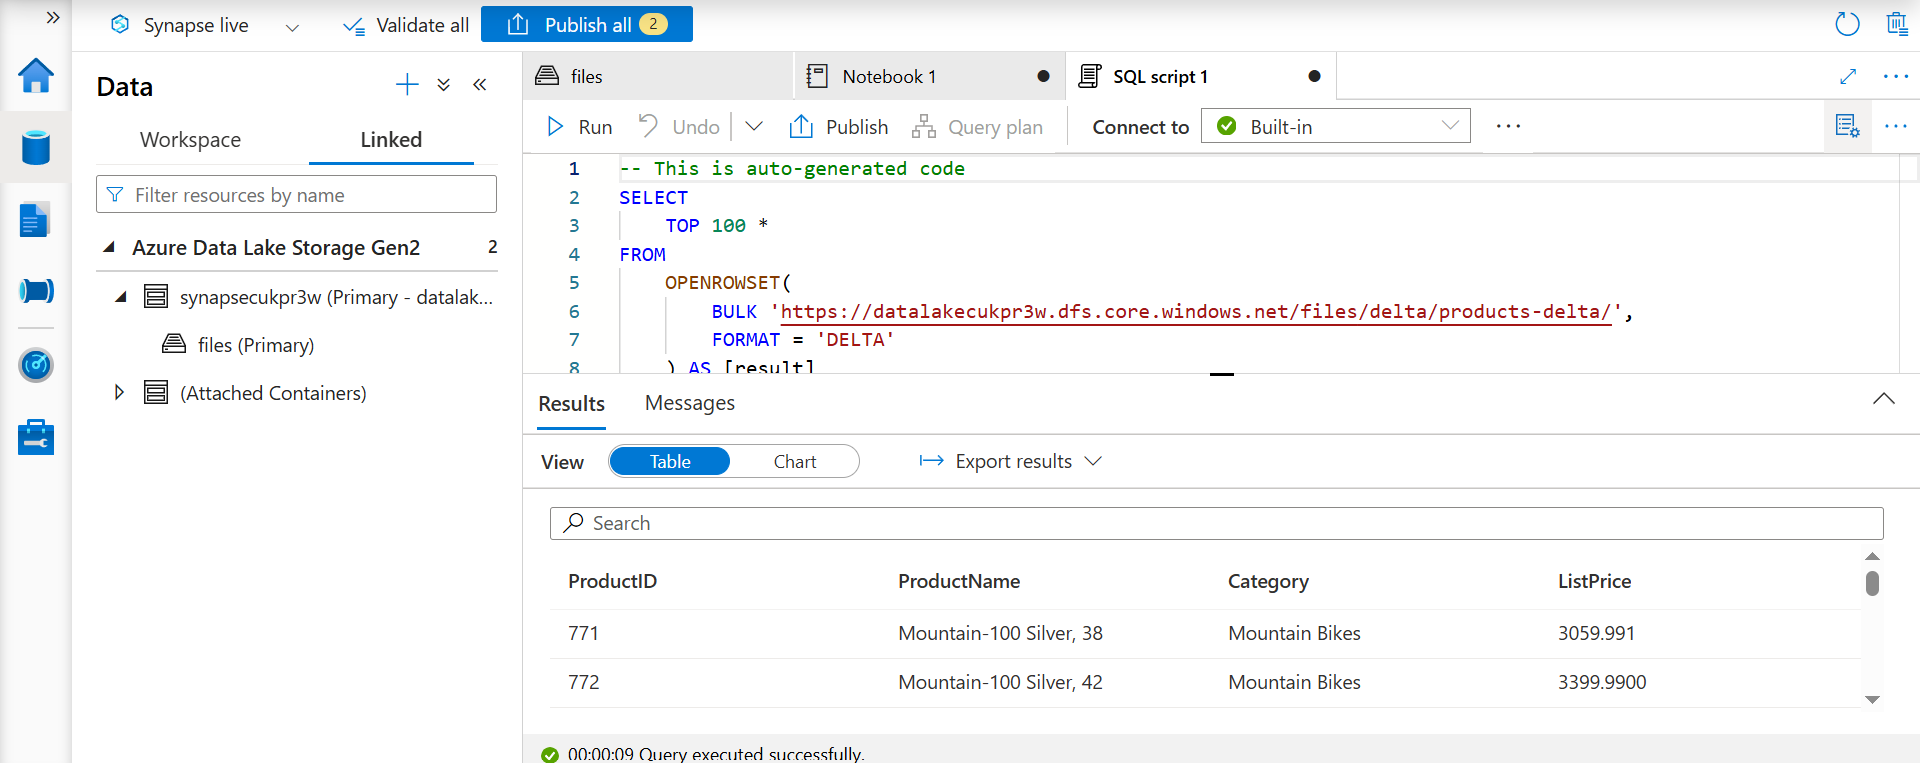 Synapse live
Validate all
Publish all 2
Data
Workspace
Linked
Filter resources by name
Azure Data Lake Storage Gen2 2
synapsecukpr3w (Primary - datalak...
files (Primary)
(Attached Containers)
files
Notebook 1
SQL script 1
Run
Undo
Publish
Query plan
Connect to
Built-in
1 -- This is auto-generated code
2 SELECT
3 TOP 100 *
4 FROM
5 OPENROWSET(
6 BULK 'https://datalakecukpr3w.dfs.core.windows.net/files/delta/products-delta/',
7 FORMAT = 'DELTA'
8 ) AS [result]
Results
Messages
View
Table
Chart
Export results
Search
ProductID ProductName Category ListPrice
771 Mountain-100 Silver, 38 Mountain Bikes 3059.991
772 Mountain-100 Silver, 42 Mountain Bikes 3399.9900
00:00:09 Query executed successfully.